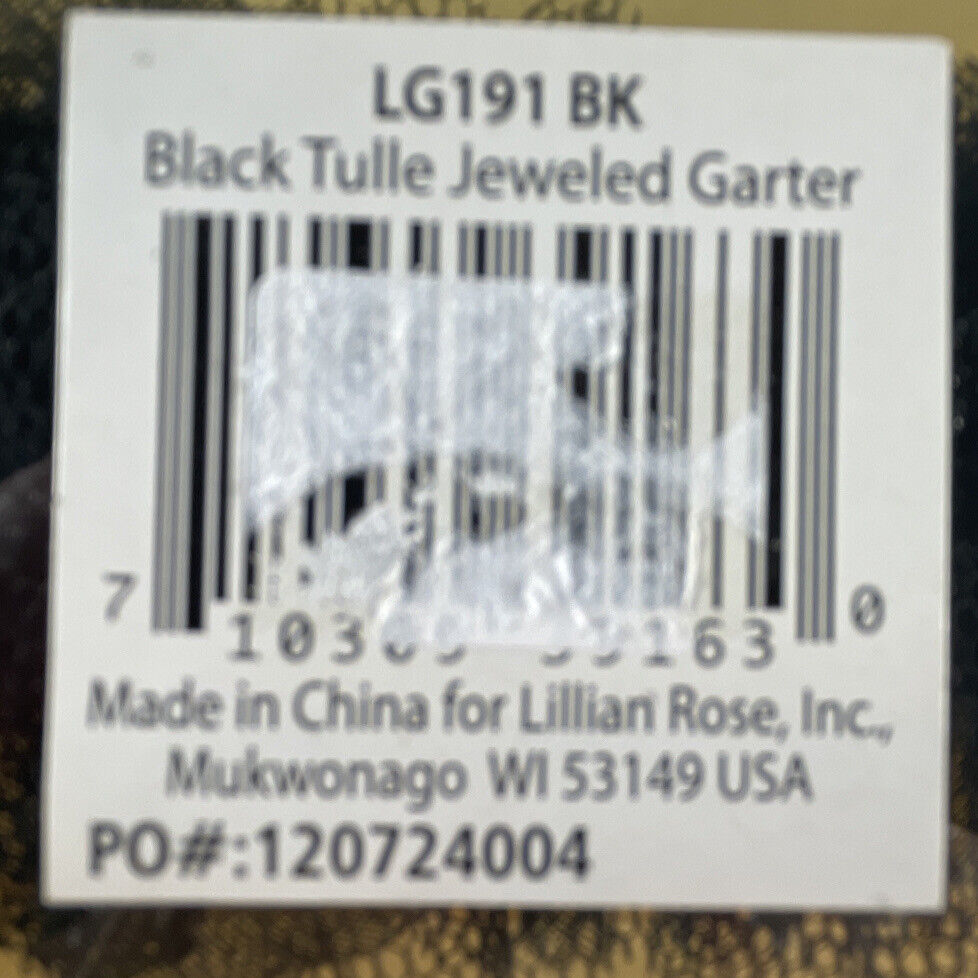 LG191 BK
Black Tulle Jeweled Garter
7 0
Made in China for Lillian Rose, Inc.,
Mukwonago WI 53149 USA
PO#:120724004